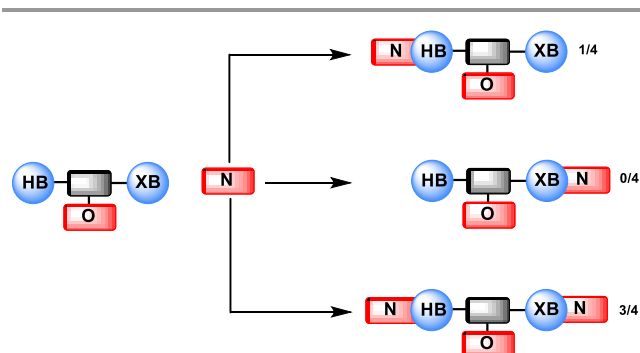 N HB XB 1/4
O
HB XB N HB XB N 0/4
O O
N HB XB N 3/4
O